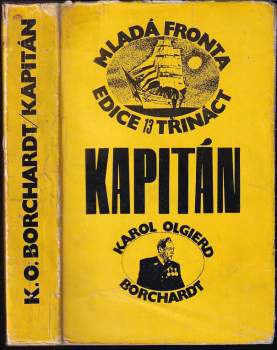 K. O. BORCHARDT/KAPITÁN
MLADÁ FRONTA
EDICE 13 TŘINÁCT
KAPITÁN
KAROL OLGIERD
BORCHARDT